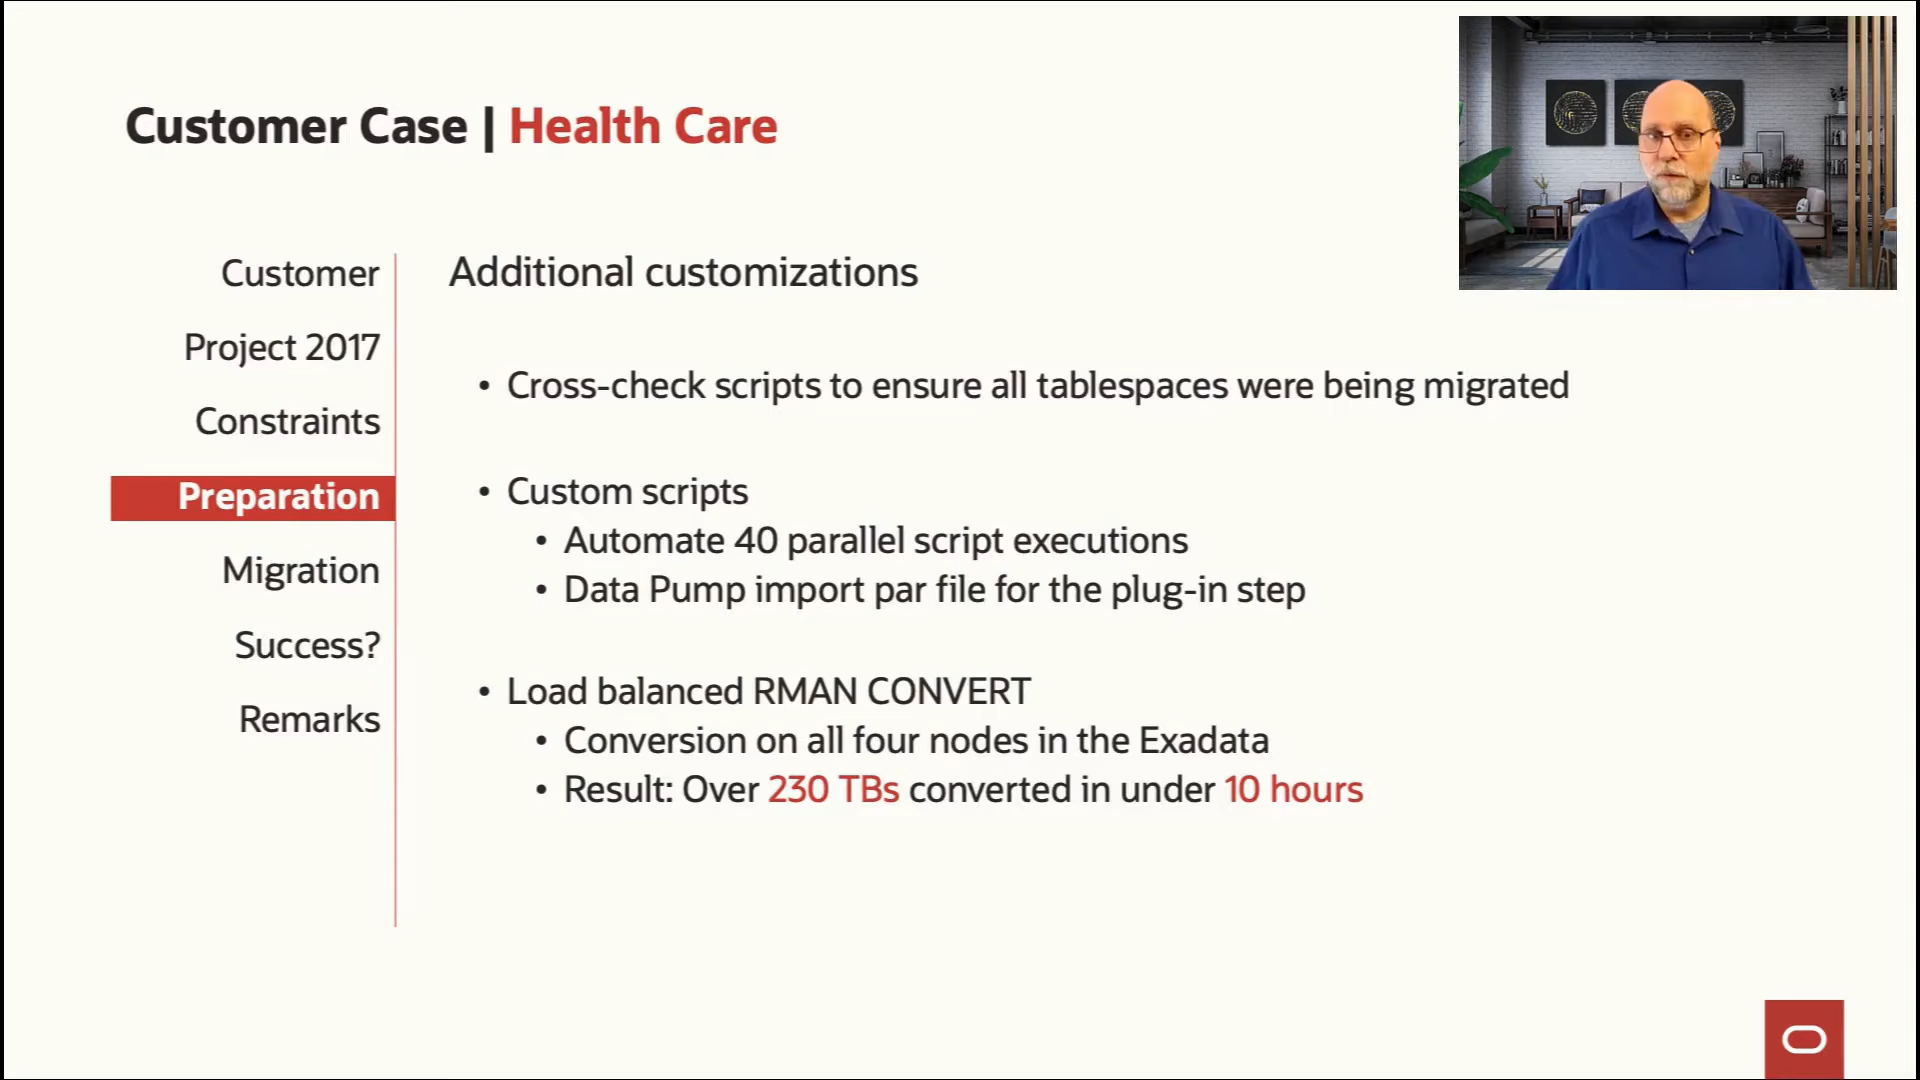 Customer Case | Health Care
Customer
Project 2017
Constraints
Preparation
Migration
Success?
Remarks
Additional customizations
• Cross-check scripts to ensure all tablespaces were being migrated
• Custom scripts
• Automate 40 parallel script executions
• Data Pump import par file for the plug-in step
• Load balanced RMAN CONVERT
• Conversion on all four nodes in the Exadata
• Result: Over 230 TBs converted in under 10 hours